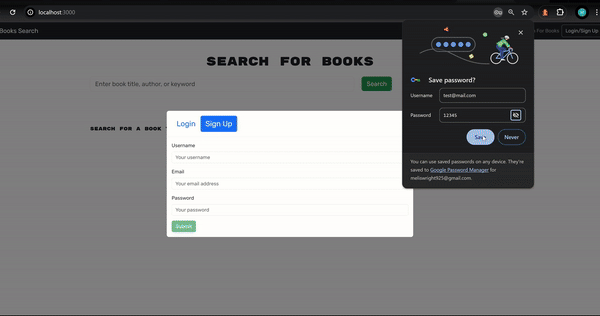 localhost:3000
Books Search
For Books
Login/Sign Up
SEARCH FOR BOOKS
Enter book title, author, or keyword
Search
SEARCH FOR A BOOK
Login
Sign Up
Username
Your username
Email
Your email address
Password
Your password
Submit
Save password?
Username
test@mail.com
Password
12345
Save
Never
You can use saved passwords on any device. They're
saved to Google Password Manager for
mellowright925@gmail.com.